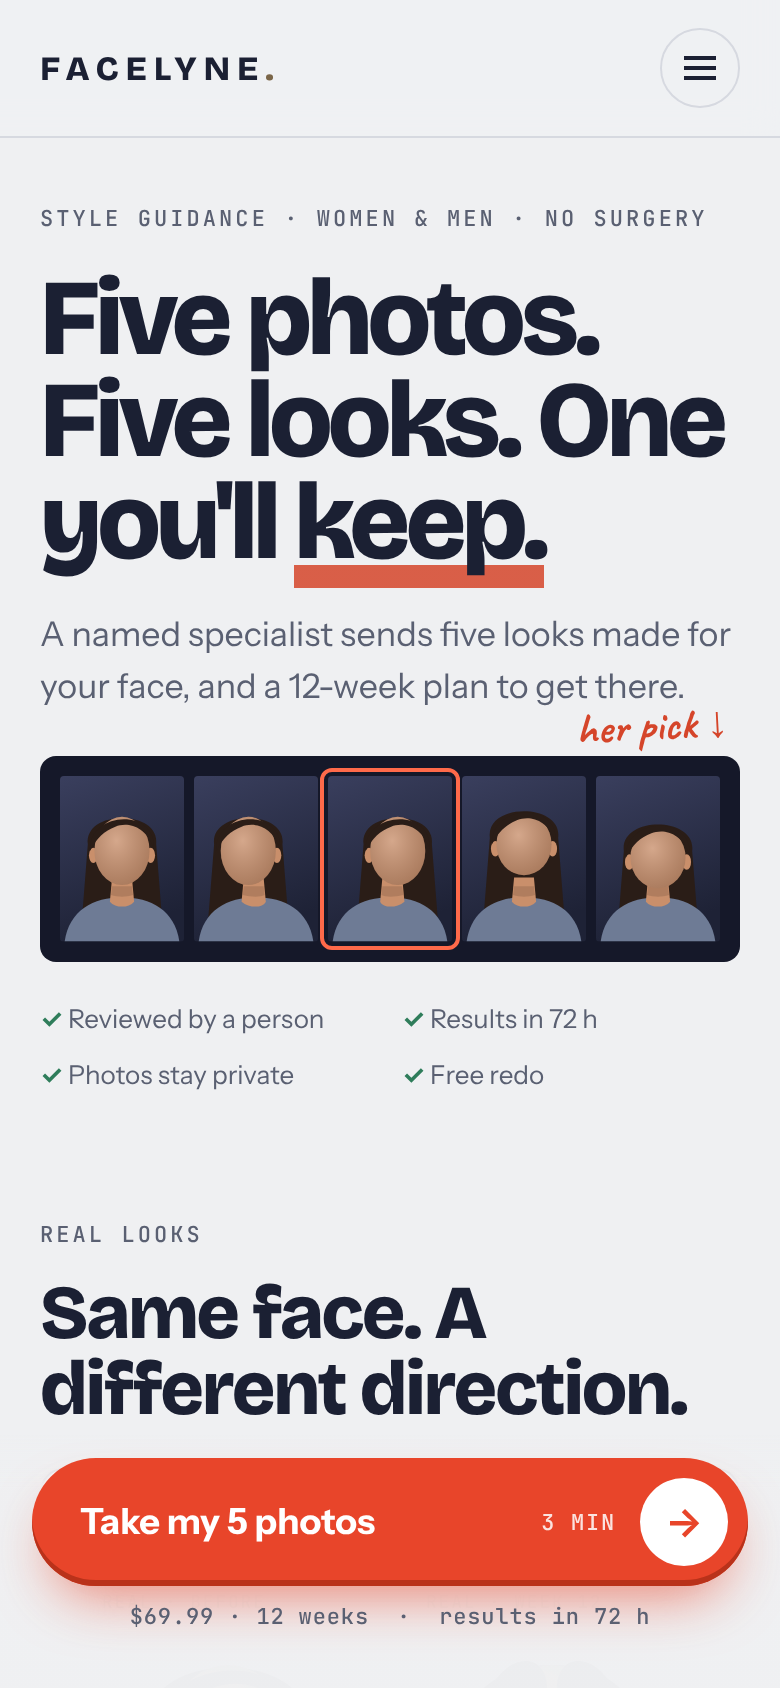 FACELYNE.
STYLE GUIDANCE · WOMEN & MEN · NO SURGERY
Five photos.
Five looks. One
you'll keep.
A named specialist sends five looks made for
your face, and a 12-week plan to get there.
her pick ↓
✓ Reviewed by a person
✓ Results in 72 h
✓ Photos stay private
✓ Free redo
REAL LOOKS
Same face. A
different direction.
Take my 5 photos
3 MIN →
$69.99 · 12 weeks · results in 72 h